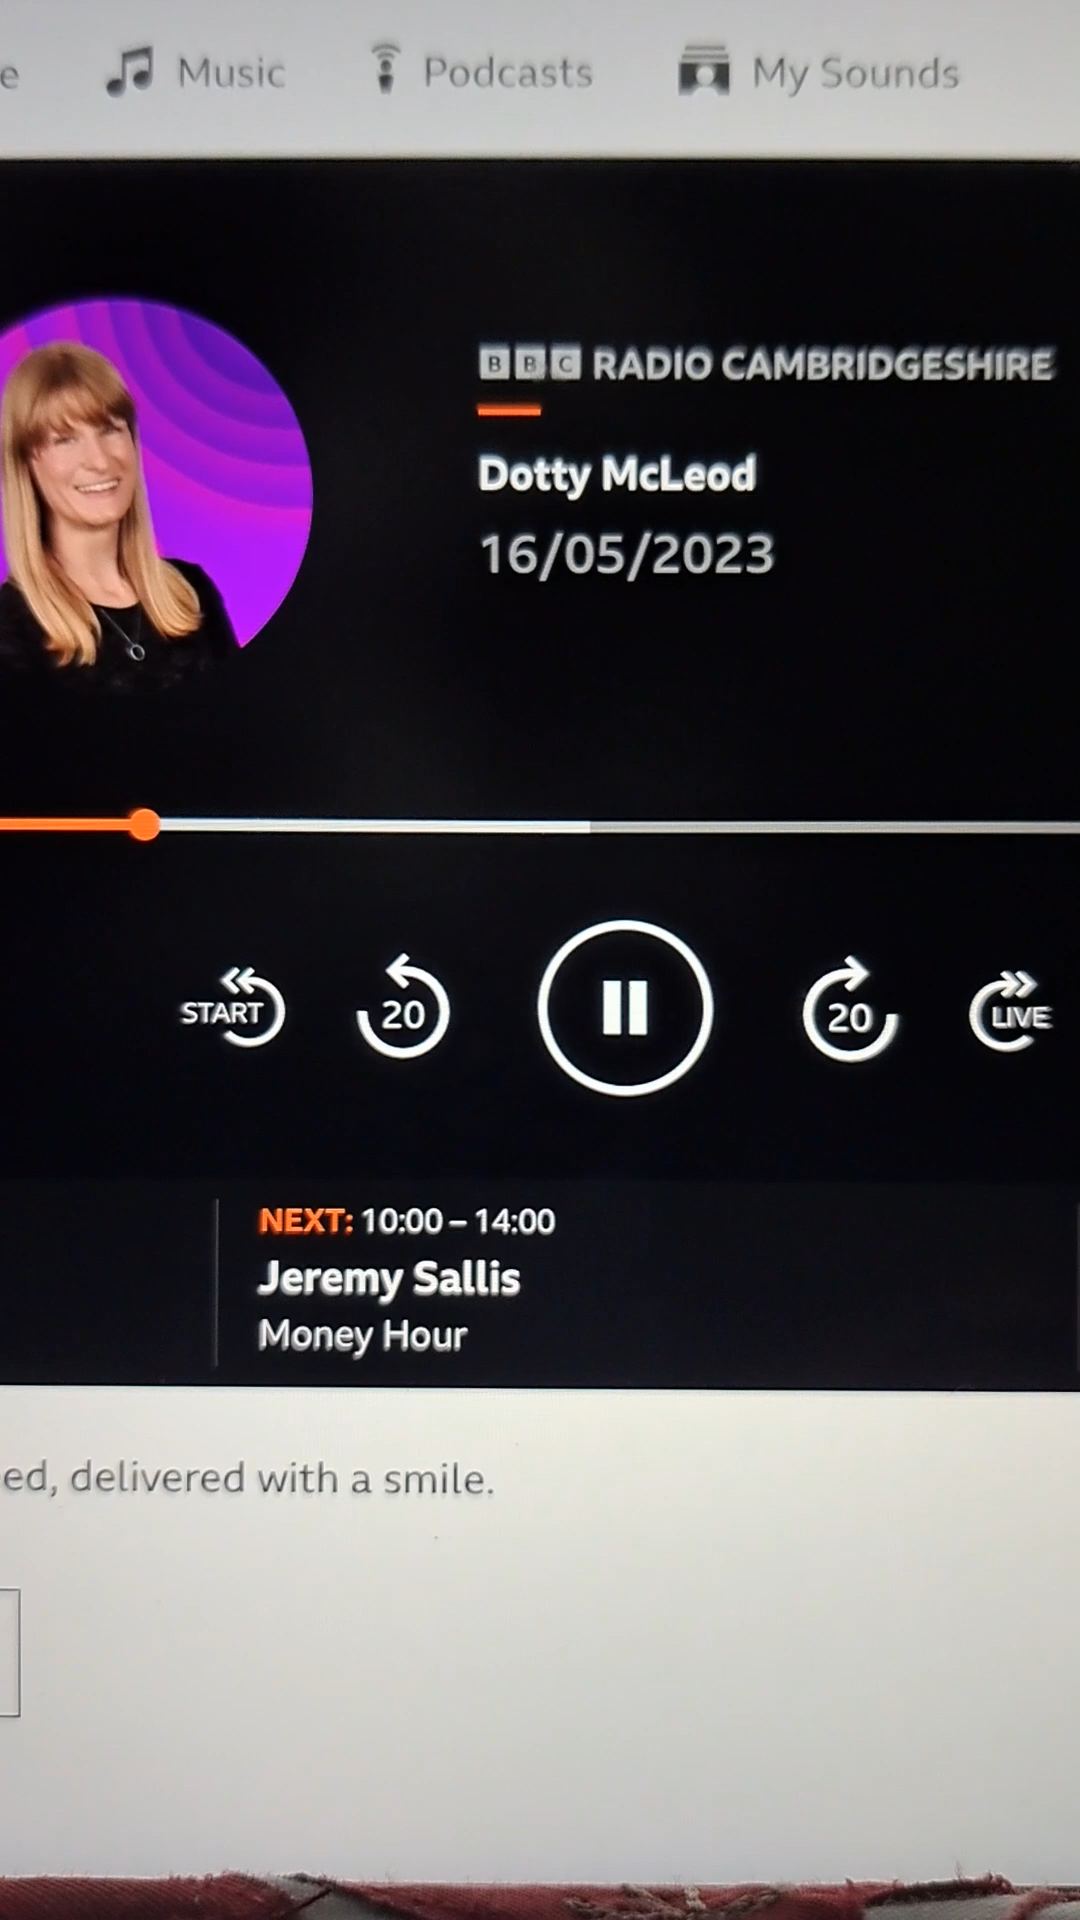 e Music Podcasts My Sounds
BBC RADIO CAMBRIDGESHIRE
Dotty McLeod
16/05/2023
START 20 20 LIVE
NEXT: 10:00 – 14:00
Jeremy Sallis
Money Hour
ed, delivered with a smile.